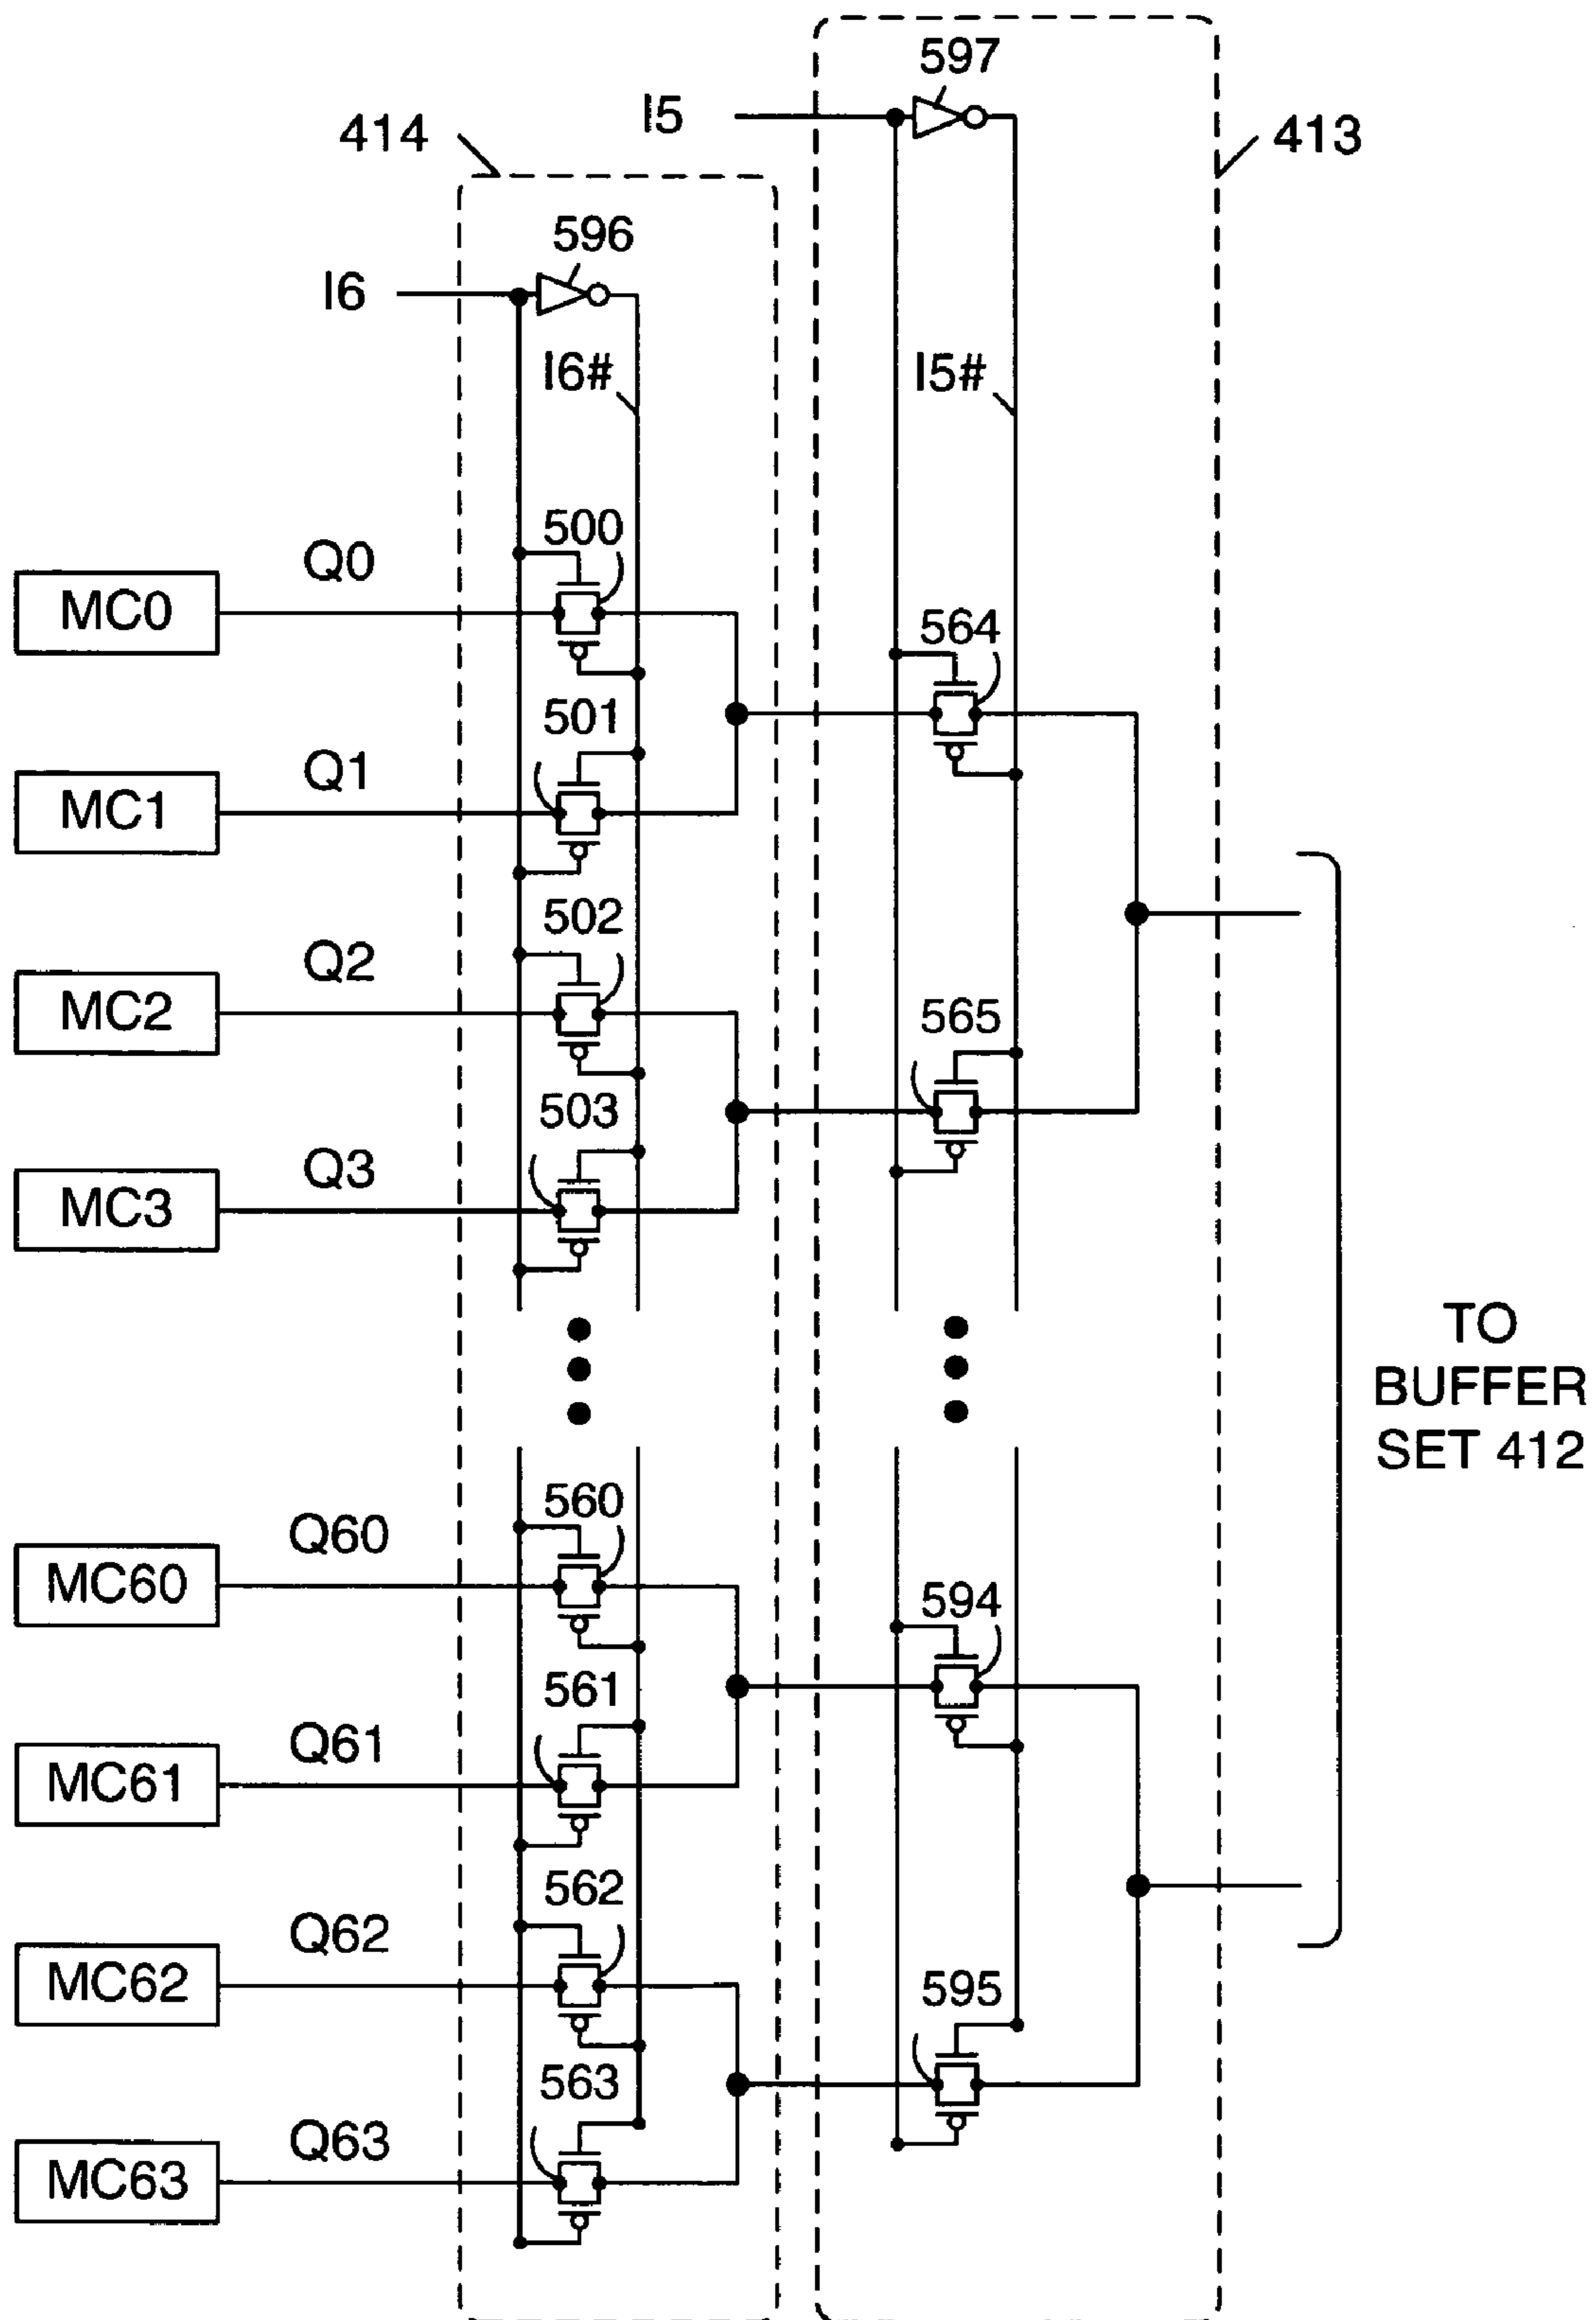 597
I5
414
413
596
I6
I6#
I5#
500
Q0
MC0
564
501
Q1
MC1
502
Q2
MC2
565
503
Q3
MC3
TO
BUFFER
SET 412
560
Q60
MC60
594
561
Q61
MC61
562
Q62
MC62
595
563
Q63
MC63